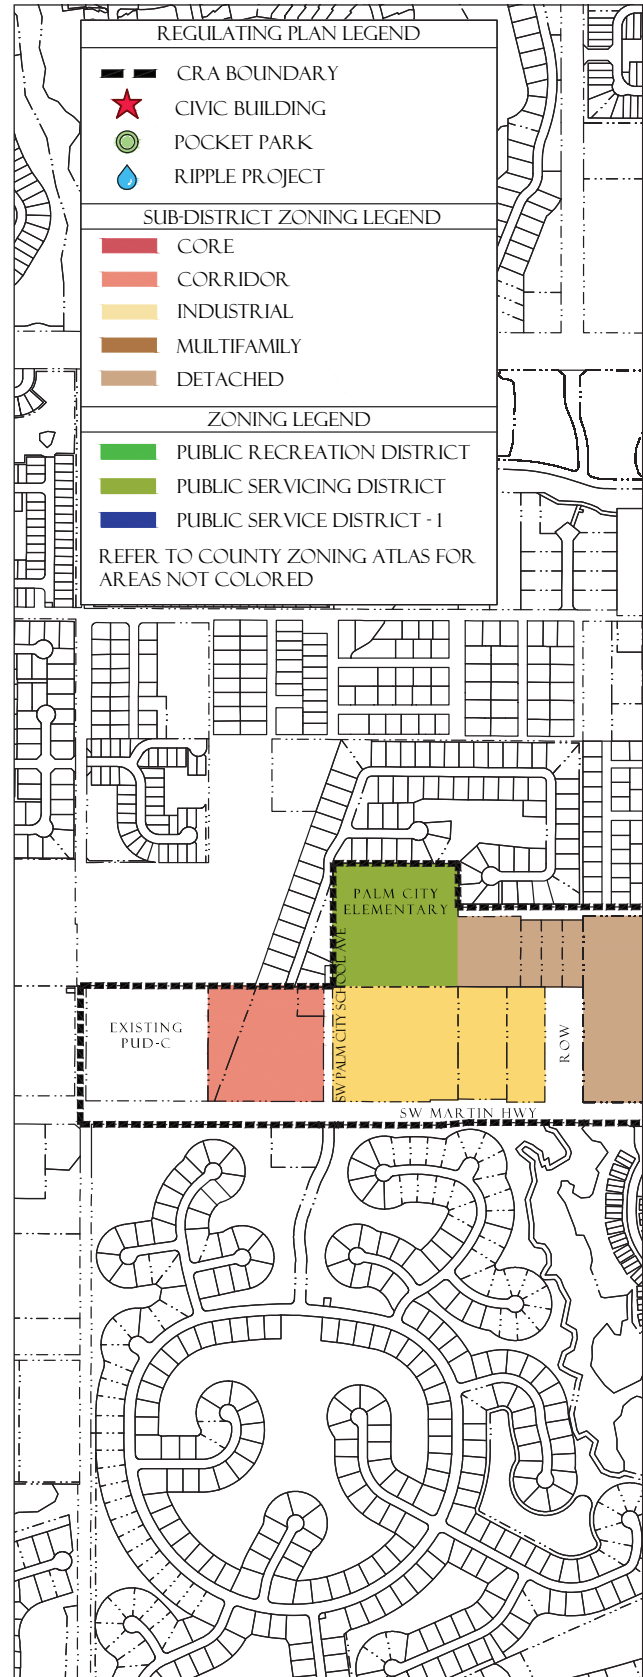 REGULATING PLAN LEGEND
CRA BOUNDARY
CIVIC BUILDING
POCKET PARK
RIPPLE PROJECT
SUB-DISTRICT ZONING LEGEND
CORE
CORRIDOR
INDUSTRIAL
MULTIFAMILY
DETACHED
ZONING LEGEND
PUBLIC RECREATION DISTRICT
PUBLIC SERVICING DISTRICT
PUBLIC SERVICE DISTRICT - 1
REFER TO COUNTY ZONING ATLAS FOR
AREAS NOT COLORED
PALM CITY
ELEMENTARY
SW PALM CITY SCHOOL AVE
EXISTING
PUD-C
ROW
SW MARTIN HWY